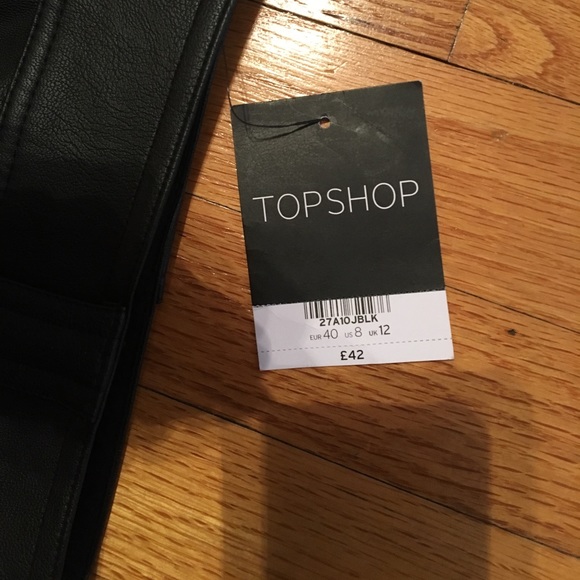 TOPSHOP
27A10JBLK
EUR 40 US 8 UK 12
£42